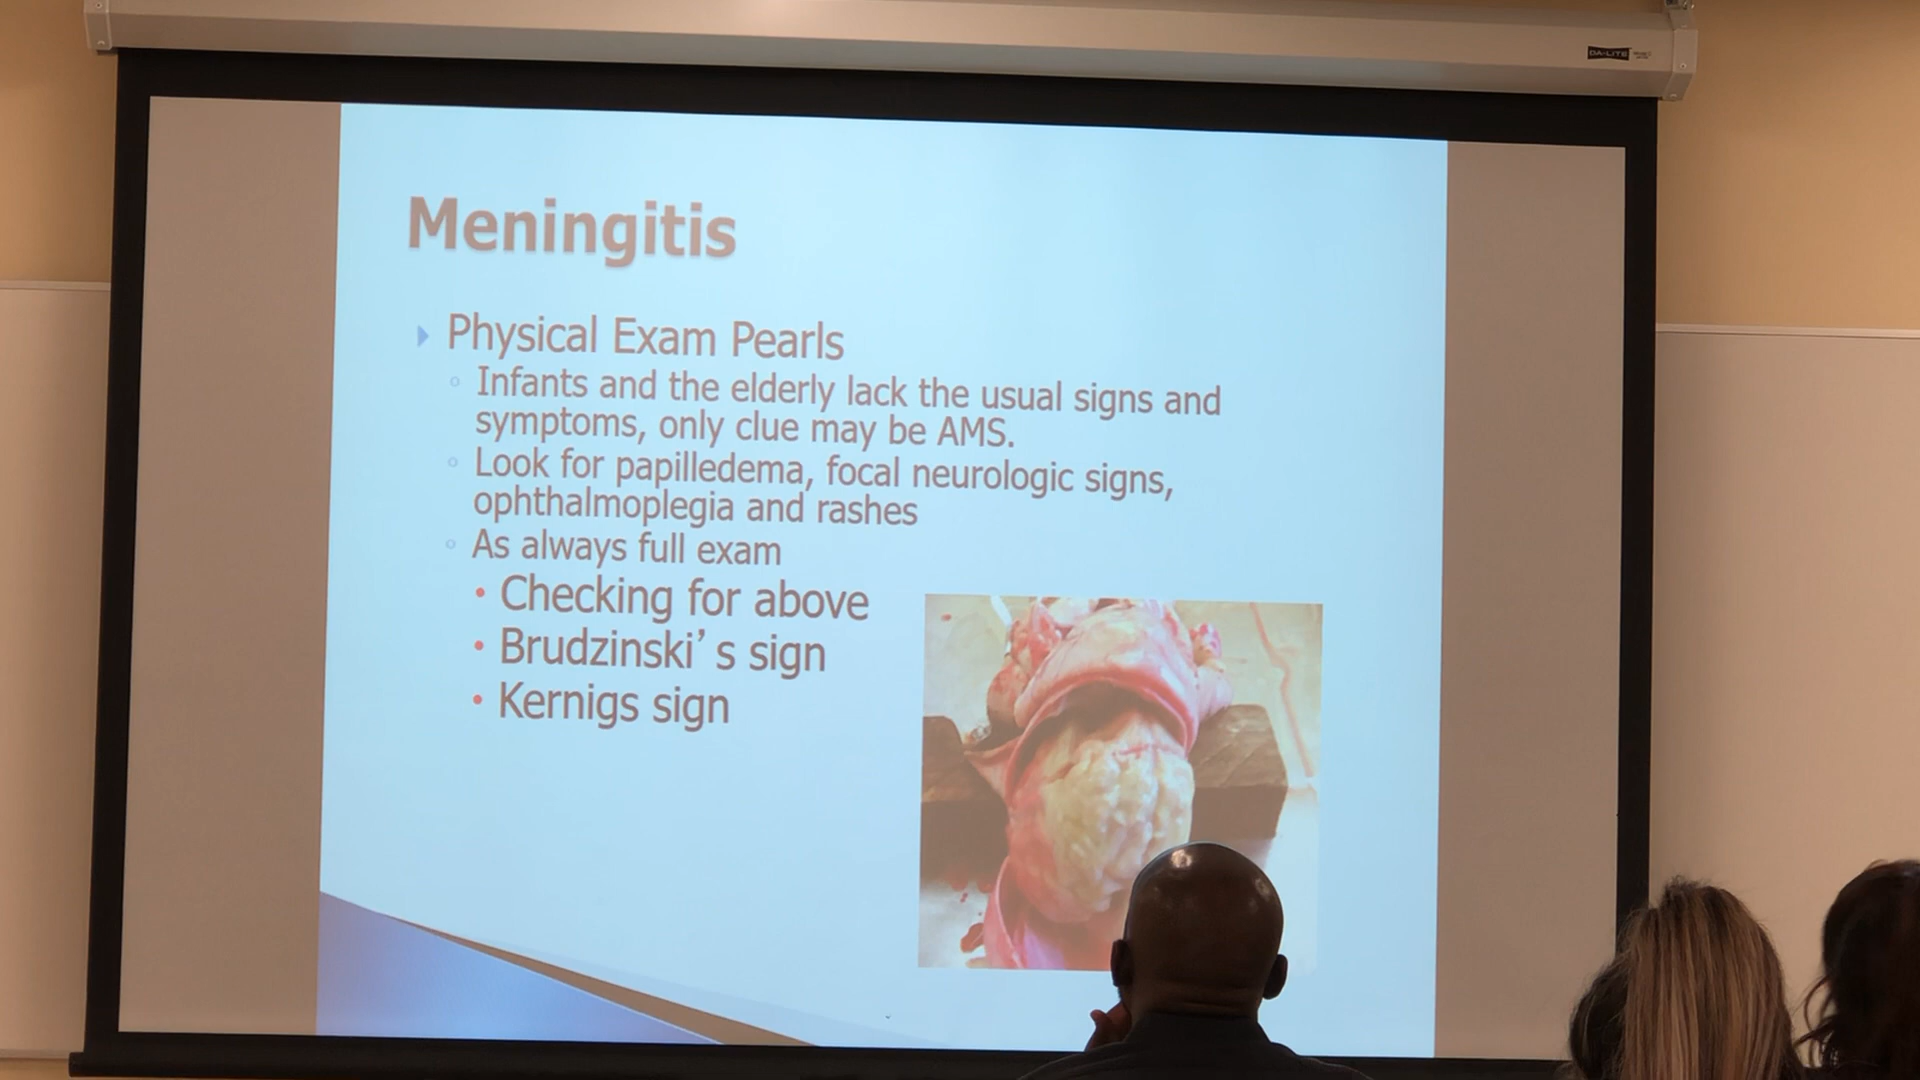 DA-LITE
Meningitis
Physical Exam Pearls
Infants and the elderly lack the usual signs and
symptoms, only clue may be AMS.
Look for papilledema, focal neurologic signs,
ophthalmoplegia and rashes
As always full exam
Checking for above
Brudzinski’ s sign
Kernigs sign